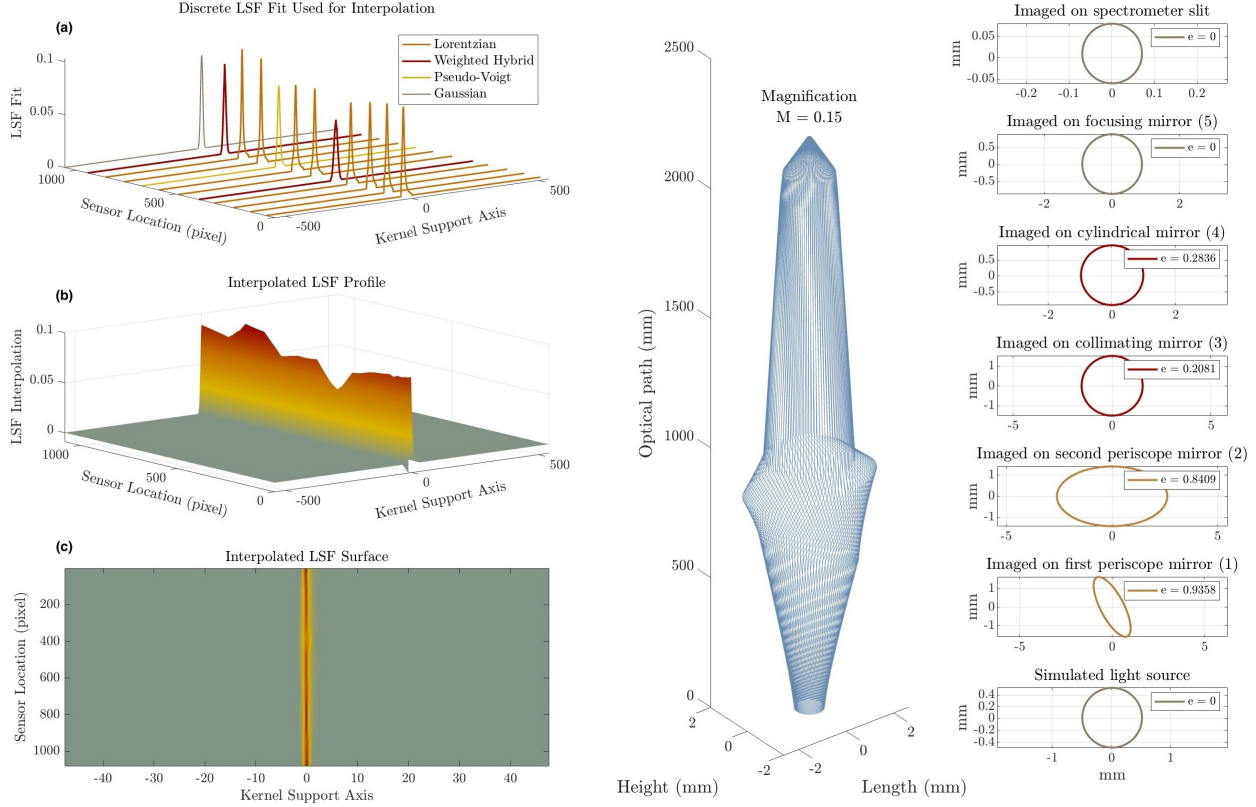 Discrete LSF Fit Used for Interpolation
(a)
Lorentzian
Weighted Hybrid
Pseudo-Voigt
Gaussian
LSF Fit
0.1
0.05
0
1000
500
0
Sensor Location (pixel)
-500
0
500
Kernel Support Axis
Interpolated LSF Profile
(b)
LSF Interpolation
0.1
0.05
0
1000
500
0
Sensor Location (pixel)
-500
0
500
Kernel Support Axis
(c)
Interpolated LSF Surface
Sensor Location (pixel)
200
400
600
800
1000
-40 -30 -20 -10 0 10 20 30 40
Kernel Support Axis
Magnification
M = 0.15
Optical path (mm)
2500
2000
1500
1000
500
0
2
0
-2
Height (mm)
-2
0
2
Length (mm)
Imaged on spectrometer slit
e = 0
mm
0.05
0
-0.05
-0.2 -0.1 0 0.1 0.2
Imaged on focusing mirror (5)
e = 0
mm
0.5
0
-0.5
-2 0 2
Imaged on cylindrical mirror (4)
e = 0.2836
mm
0.5
0
-0.5
-2 0 2
Imaged on collimating mirror (3)
e = 0.2081
mm
1
0
-1
-5 0 5
Imaged on second periscope mirror (2)
e = 0.8409
mm
1
0
-1
-5 0 5
Imaged on first periscope mirror (1)
e = 0.9358
mm
1
0
-1
-5 0 5
Simulated light source
e = 0
mm
0.4
0.2
0
-0.2
-0.4
-1 0 1
mm